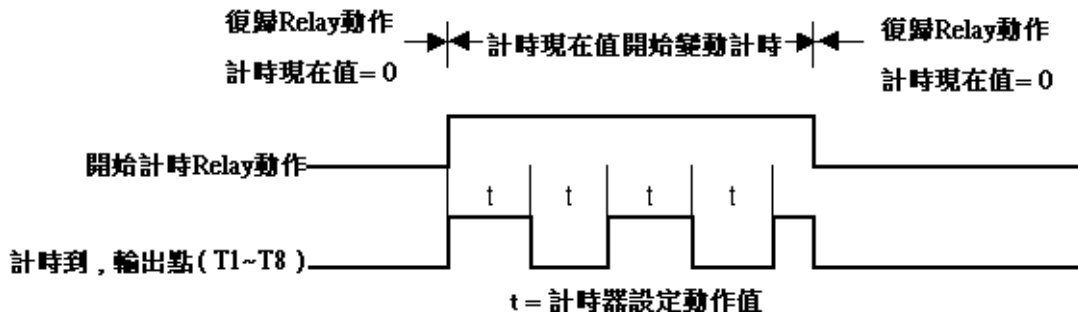 復歸Relay動作
計時現在值=0
計時現在值開始變動計時
復歸Relay動作
計時現在值=0
開始計時Relay動作
t t t t
計時到,輸出點(T1~T8)
t=計時器設定動作值